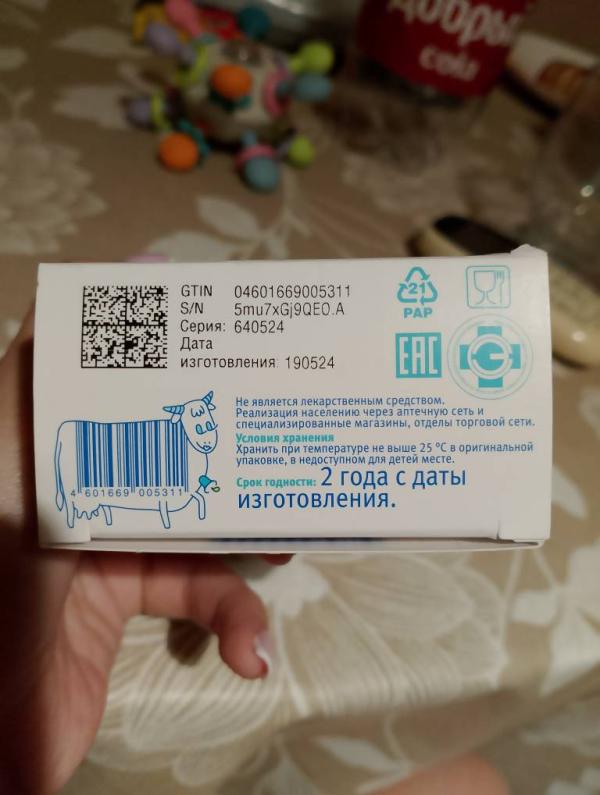 Добрый
cola
GTIN 04601669005311
S/N 5mu7xGj9QEO.A
Серия: 640524
Дата
изготовления: 190524
21
PAP
EAC
Не является лекарственным средством.
Реализация населению через аптечную сеть и
специализированные магазины, отделы торговой сети.
Условия хранения
Хранить при температуре не выше 25 °С в оригинальной
упаковке, в недоступном для детей месте.
Срок годности: 2 года с даты
изготовления.
4 601669 005311